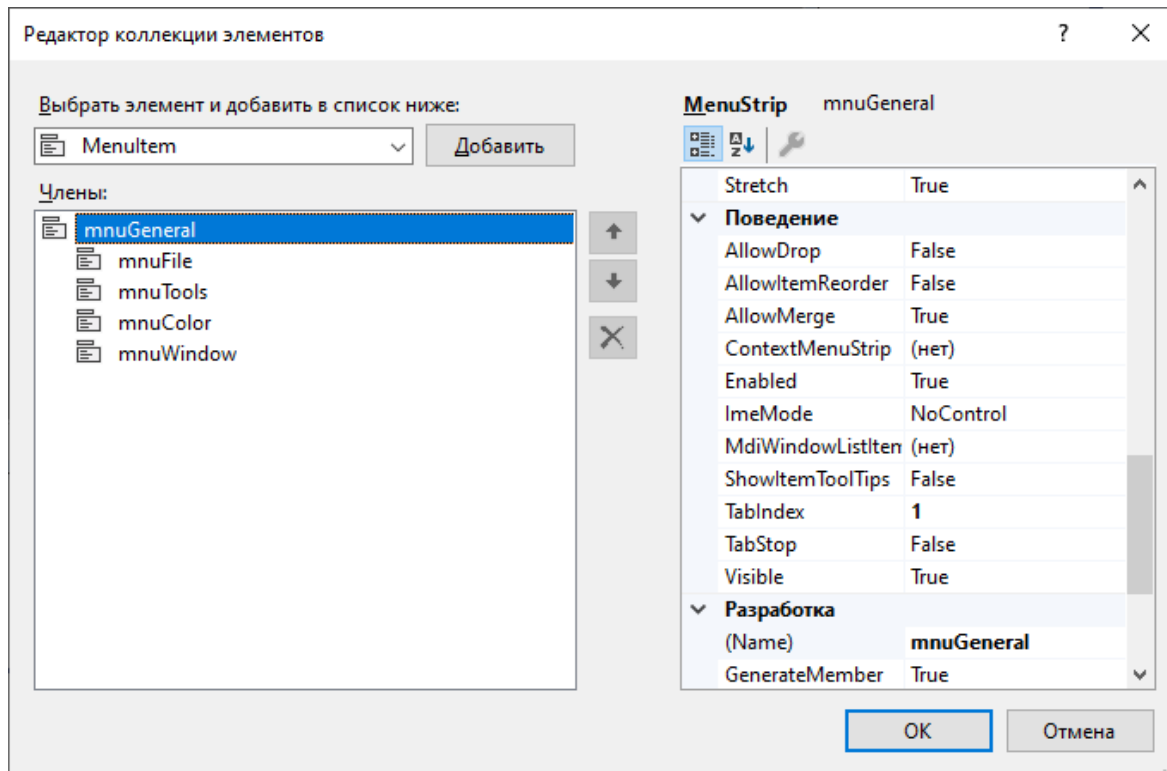 Редактор коллекции элементов ?
Выбрать элемент и добавить в список ниже:
MenuItem Добавить
Члены:
mnuGeneral
mnuFile
mnuTools
mnuColor
mnuWindow
MenuStrip mnuGeneral
Stretch True
Поведение
AllowDrop False
AllowItemReorder False
AllowMerge True
ContextMenuStrip (нет)
Enabled True
ImeMode NoControl
MdiWindowListIten (нет)
ShowItemToolTips False
TabIndex 1
TabStop False
Visible True
Разработка
(Name) mnuGeneral
GenerateMember True
OK Отмена